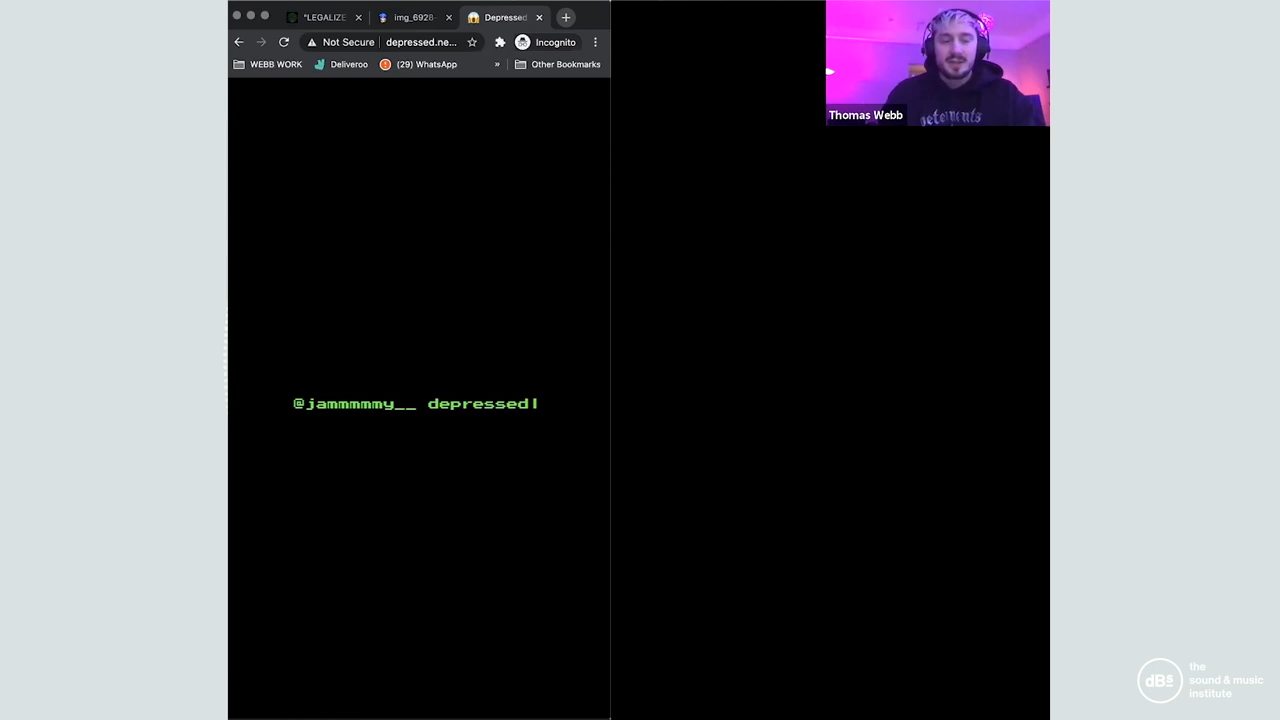 "LEGALIZE
img_6928
Depressed
Not Secure
depressed.ne...
Incognito
WEBB WORK
Deliveroo
(29) WhatsApp
»
Other Bookmarks
Thomas Webb
@jammmmmy__ depressed|
dBs
the
sound & music
institute